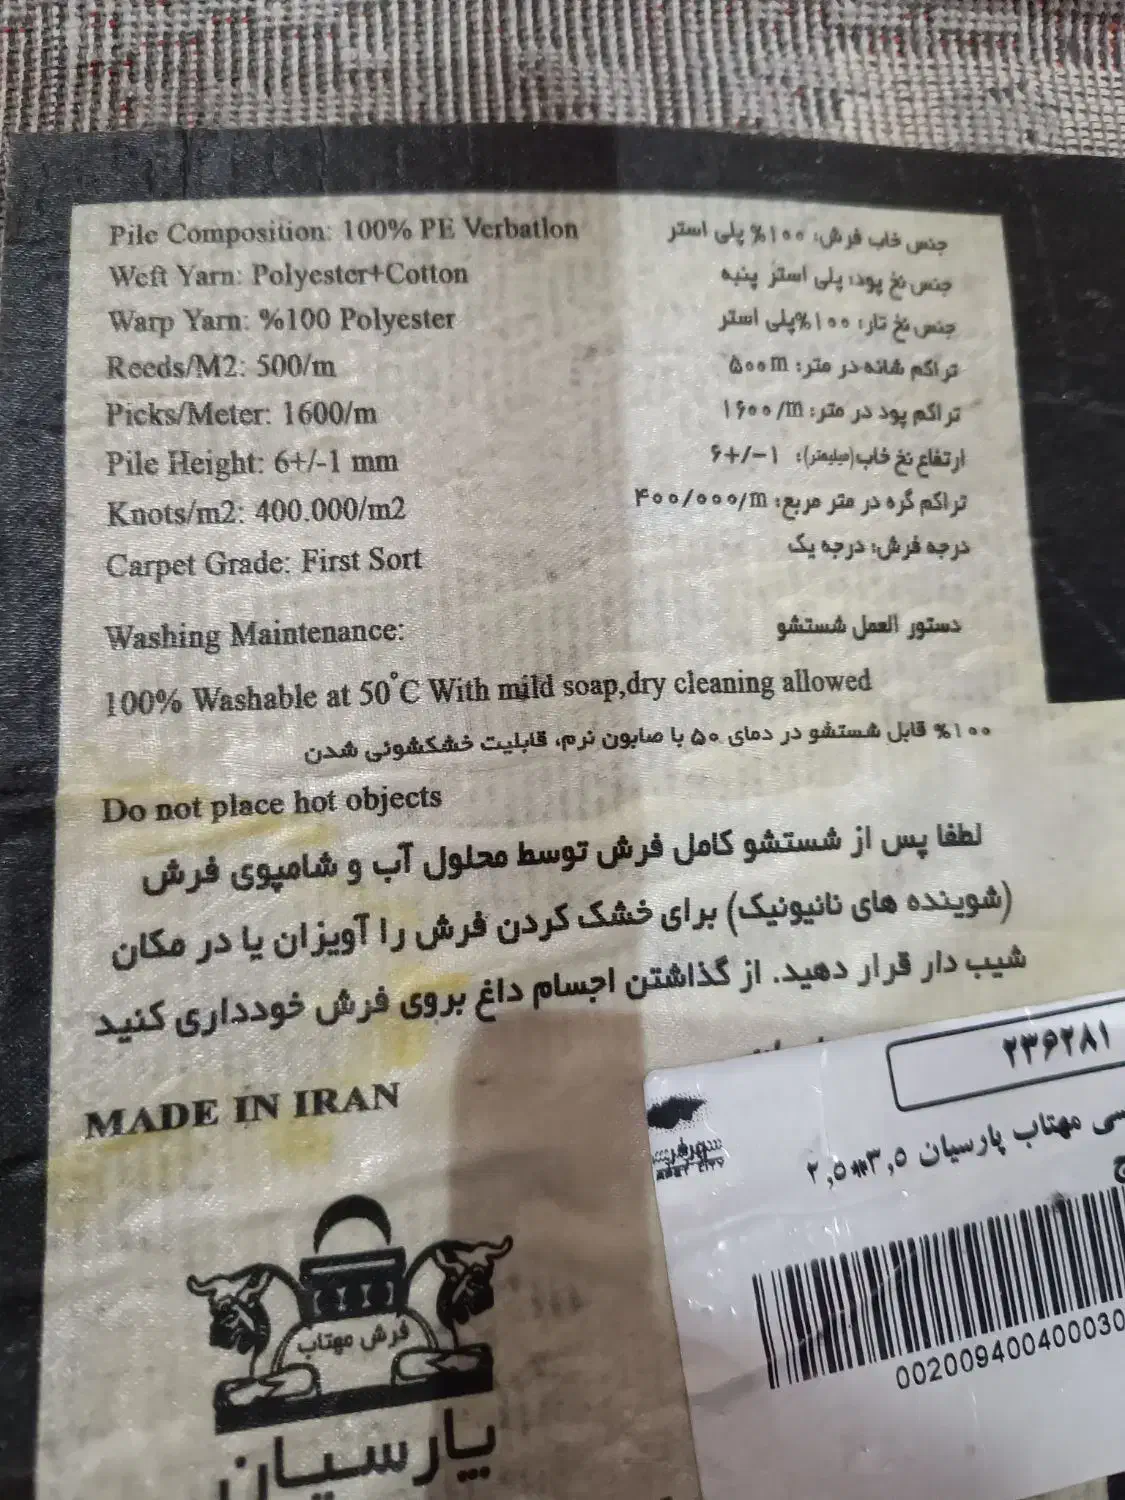 Pile Composition: 100% PE Verbatlon
جنس خاب فرش: ۱۰۰% پلی استر
Weft Yarn: Polyester+Cotton
جنس نخ پود: پلی استر پنبه
Warp Yarn: %100 Polyester
جنس نخ تار: ۱۰۰%پلی استر
Reeds/M2: 500/m
تراکم شانه در متر: ۵۰۰m
Picks/Meter: 1600/m
تراکم پود در متر: ۱۶۰۰/m
Pile Height: 6+/-1 mm
ارتفاع نخ خاب(میلیمتر): ۶+/-۱
Knots/m2: 400.000/m2
تراکم گره در متر مربع: ۴۰۰/۰۰۰/m
Carpet Grade: First Sort
درجه فرش: درجه یک
Washing Maintenance:
دستور العمل شستشو
100% Washable at 50°C With mild soap,dry cleaning allowed
۱۰۰% قابل شستشو در دمای ۵۰ با صابون نرم، قابلیت خشکشوئی شدن
Do not place hot objects
لطفا پس از شستشو کامل فرش توسط محلول آب و شامپوی فرش
(شوینده های نانیونیک) برای خشک کردن فرش را آویزان یا در مکان
شیب دار قرار دهید. از گذاشتن اجسام داغ بروی فرش خودداری کنید
MADE IN IRAN
فرش مهتاب
پارسیان
۲۳۶۲۸۱
شهر فرش
مهتاب پارسیان ۳,۵*۲,۵
00200940040003​0